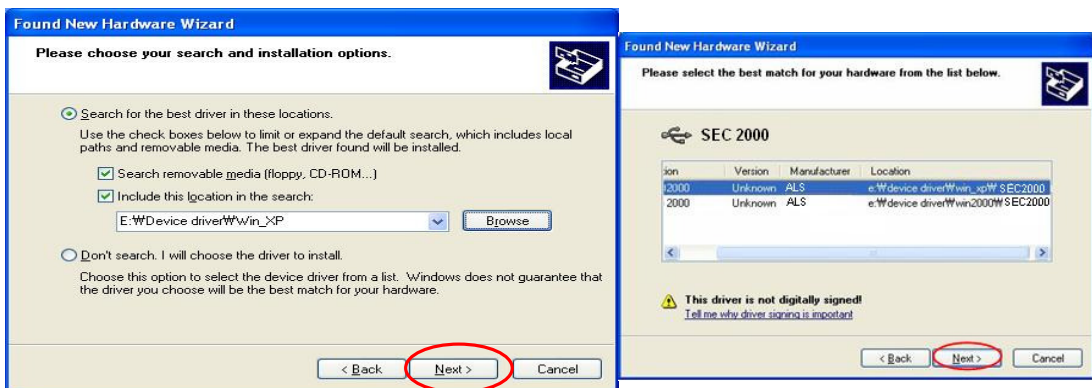 Found New Hardware Wizard
Please choose your search and installation options.
Search for the best driver in these locations.
Use the check boxes below to limit or expand the default search, which includes local
paths and removable media. The best driver found will be installed.
Search removable media (floppy, CD-ROM...)
Include this location in the search:
E:₩Device driver₩Win_XP
Browse
Don't search. I will choose the driver to install.
Choose this option to select the device driver from a list. Windows does not guarantee that
the driver you choose will be the best match for your hardware.
< Back Next > Cancel
Found New Hardware Wizard
Please select the best match for your hardware from the list below.
SEC 2000
ion Version Manufacturer Location
2000 Unknown ALS e:₩device driver₩win_xp₩SEC2000
2000 Unknown ALS e:₩device driver₩win2000₩SEC2000
This driver is not digitally signed!
Tell me why driver signing is important
< Back Next > Cancel